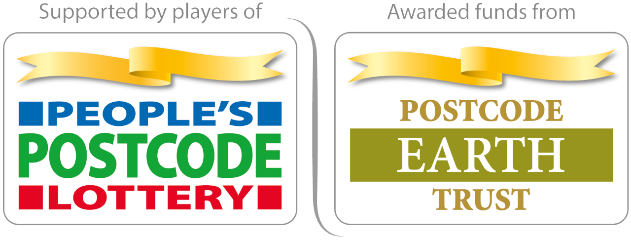 Supported by players of
PEOPLE'S
POSTCODE
LOTTERY
Awarded funds from
POSTCODE
EARTH
TRUST